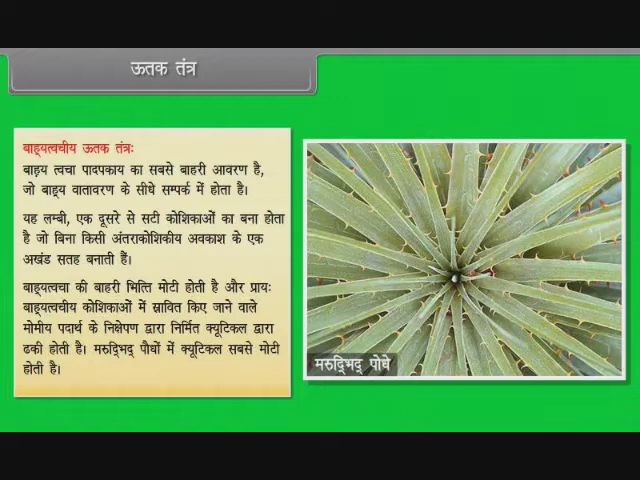 ऊतक तंत्र
बाह्यत्वचीय ऊतक तंत्रः
बाह्य त्वचा पादपकाय का सबसे बाहरी आवरण है,
जो बाह्य वातावरण के सीधे सम्पर्क में होता है।
यह लम्बी, एक दूसरे से सटी कोशिकाओं का बना होता
है जो बिना किसी अंतराकोशिकीय अवकाश के एक
अखंड सतह बनाती हैं।
बाह्यत्वचा की बाहरी भित्ति मोटी होती है और प्रायः
बाह्यत्वचीय कोशिकाओं में स्रावित किए जाने वाले
मोमीय पदार्थ के निक्षेपण द्वारा निर्मित क्यूटिकल द्वारा
ढकी होती है। मरुद्भिद् पौधों में क्यूटिकल सबसे मोटी
होती है।
मरुद्भिद् पोधे